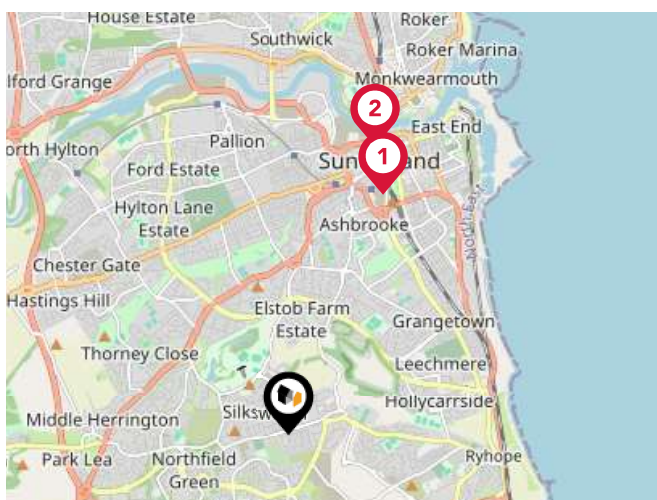 House Estate
Roker
Southwick
Roker Marina
lford Grange
Monkwearmouth
2
East End
Pallion
orth Hylton
1
Ford Estate
Hylton Lane
Estate
Ashbrooke
Chester Gate
Hastings Hill
Elstob Farm
Estate
Grangetown
Thorney Close
Leechmere
Hollycarrside
Middle Herrington
Park Lea
Northfield
Green
Ryhope